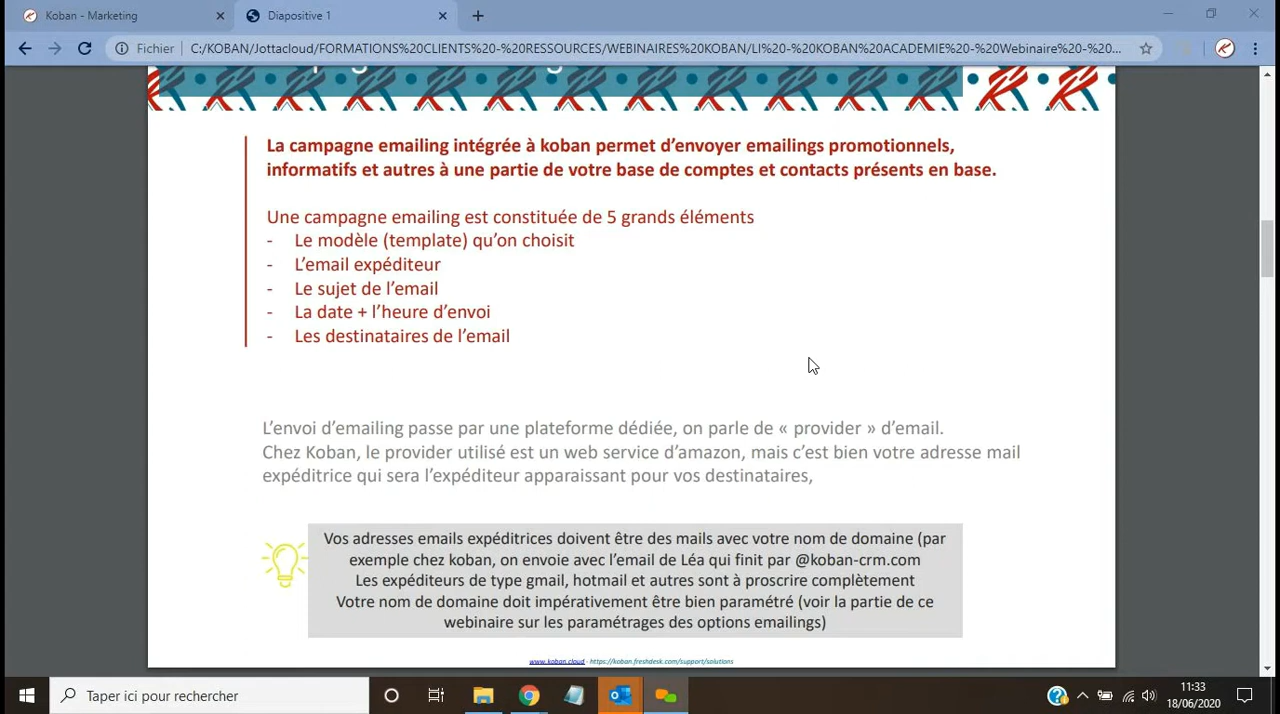 Koban - Marketing
Diapositive 1
Fichier
C:/KOBAN/Jottacloud/FORMATIONS%20CLIENTS%20-%20RESSOURCES/WEBINAIRES%20KOBAN/LI%20-%20KOBAN%20ACADEMIE%20-%20Webinaire%20-%20...
La campagne emailing intégrée à koban permet d'envoyer emailings promotionnels,
informatifs et autres à une partie de votre base de comptes et contacts présents en base.
Une campagne emailing est constituée de 5 grands éléments
- Le modèle (template) qu'on choisit
- L'email expéditeur
- Le sujet de l'email
- La date + l'heure d'envoi
- Les destinataires de l'email
L'envoi d'emailing passe par une plateforme dédiée, on parle de « provider » d'email.
Chez Koban, le provider utilisé est un web service d'amazon, mais c'est bien votre adresse mail
expéditrice qui sera l'expéditeur apparaissant pour vos destinataires,
Vos adresses emails expéditrices doivent être des mails avec votre nom de domaine (par
exemple chez koban, on envoie avec l'email de Léa qui finit par @koban-crm.com
Les expéditeurs de type gmail, hotmail et autres sont à proscrire complètement
Votre nom de domaine doit impérativement être bien paramétré (voir la partie de ce
webinaire sur les paramétrages des options emailings)
www.koban.cloud - https://koban.freshdesk.com/support/solutions
Taper ici pour rechercher
11:33
18/06/2020